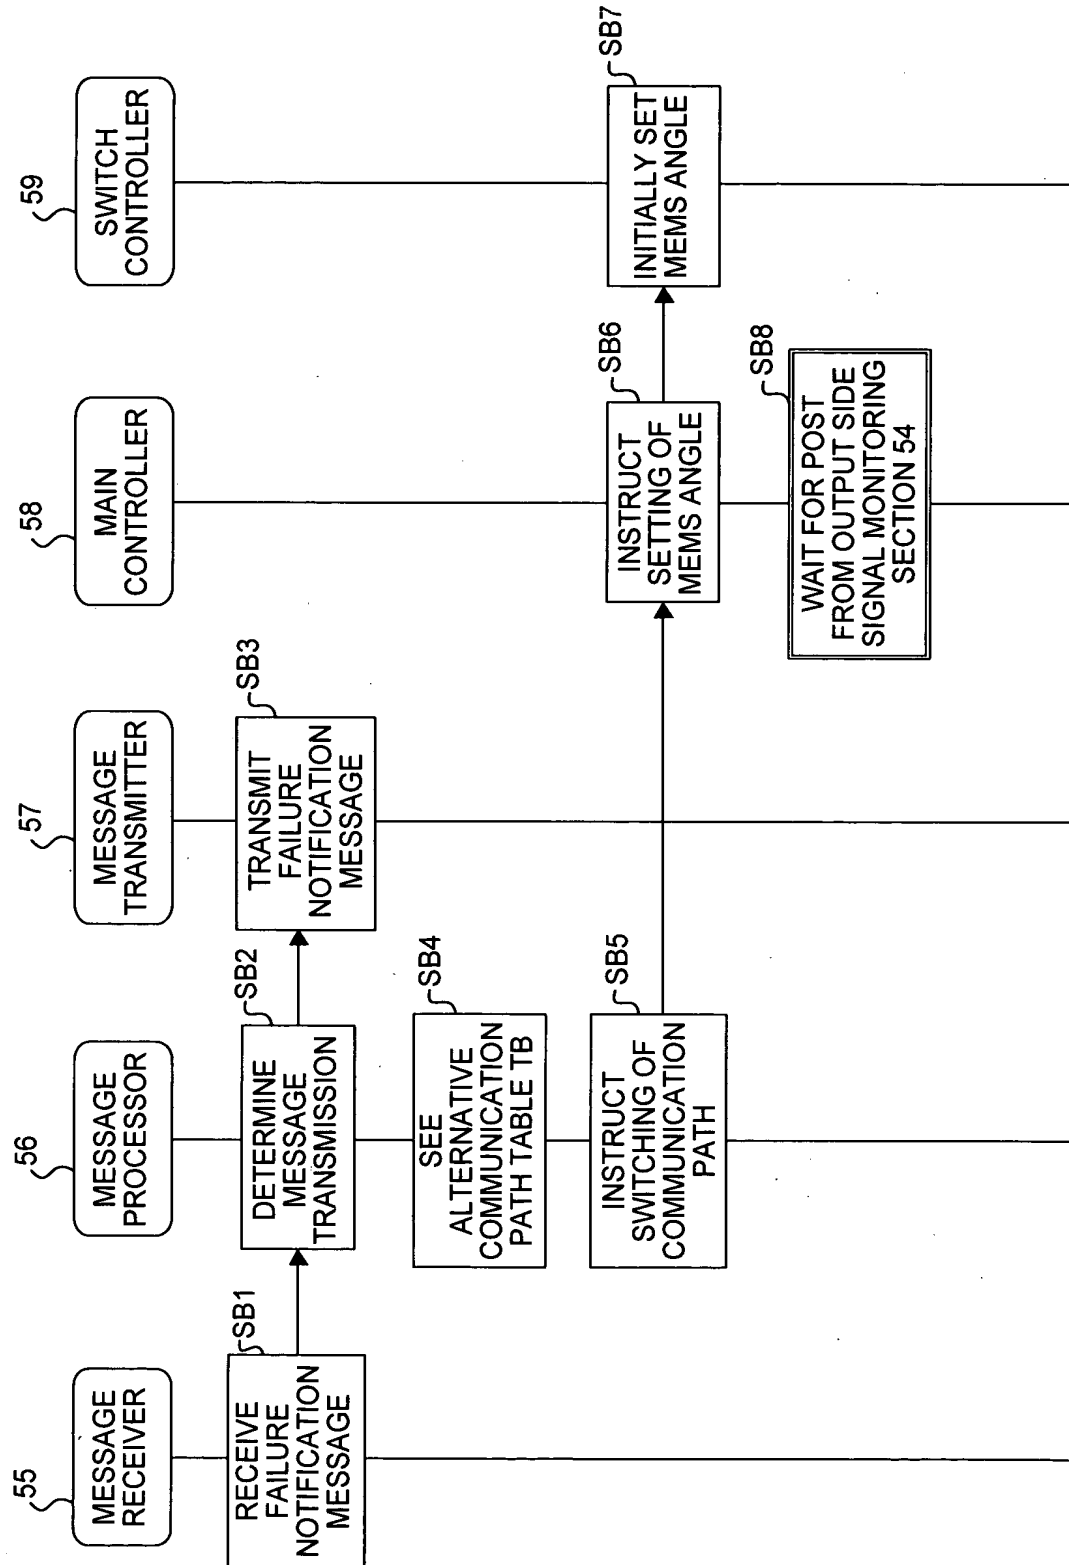 55
MESSAGE
RECEIVER
56
MESSAGE
PROCESSOR
57
MESSAGE
TRANSMITTER
58
MAIN
CONTROLLER
59
SWITCH
CONTROLLER
SB1
RECEIVE
FAILURE
NOTIFICATION
MESSAGE
SB2
DETERMINE
MESSAGE
TRANSMISSION
SB3
TRANSMIT
FAILURE
NOTIFICATION
MESSAGE
SB4
SEE
ALTERNATIVE
COMMUNICATION
PATH TABLE TB
SB5
INSTRUCT
SWITCHING OF
COMMUNICATION
PATH
SB6
INSTRUCT
SETTING OF
MEMS ANGLE
SB7
INITIALLY SET
MEMS ANGLE
SB8
WAIT FOR POST
FROM OUTPUT SIDE
SIGNAL MONITORING
SECTION 54